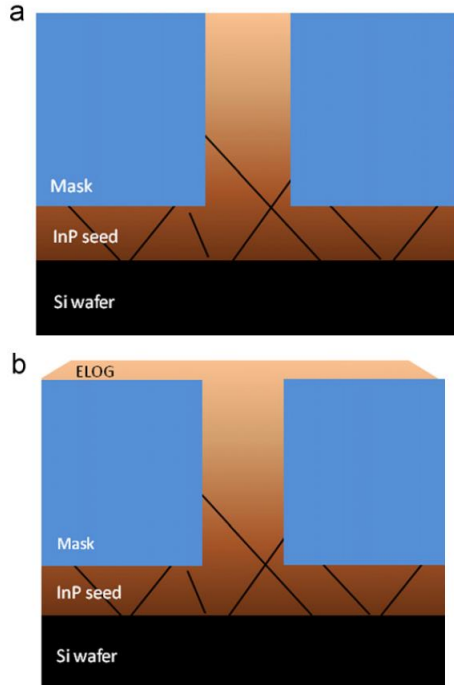 a
Mask
InP seed
Si wafer
b
ELOG
Mask
InP seed
Si wafer